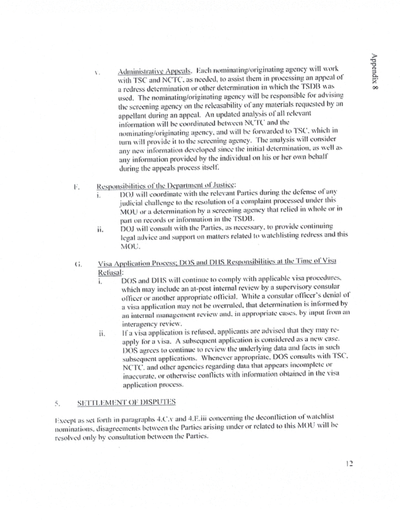 Appendix 8
v. Administrative Appeals. Each nominating/originating agency will work
with TSC and NCTC, as needed, to assist them in processing an appeal of
a redress determination or other determination in which the TSDB was
used. The nominating/originating agency will be responsible for advising
the screening agency on the releasability of any materials requested by an
appellant during an appeal. An updated analysis of all relevant
information will be coordinated between NCTC and the
nominating/originating agency, and will be forwarded to TSC, which in
turn will provide it to the screening agency. The analysis will consider
any new information developed since the initial determination, as well as
any information provided by the individual on his or her own behalf
during the appeals process itself.
F. Responsibilities of the Department of Justice:
i. DOJ will coordinate with the relevant Parties during the defense of any
judicial challenge to the resolution of a complaint processed under this
MOU or a determination by a screening agency that relied in whole or in
part on records or information in the TSDB.
ii. DOJ will consult with the Parties, as necessary, to provide continuing
legal advice and support on matters related to watchlisting redress and this
MOU.
G. Visa Application Process; DOS and DHS Responsibilities at the Time of Visa
Refusal:
i. DOS and DHS will continue to comply with applicable visa procedures,
which may include an at-post internal review by a supervisory consular
officer or another appropriate official. While a consular officer's denial of
a visa application may not be overruled, that determination is informed by
an internal management review and, in appropriate cases, by input from an
interagency review.
ii. If a visa application is refused, applicants are advised that they may re-
apply for a visa. A subsequent application is considered as a new case.
DOS agrees to continue to review the underlying data and facts in such
subsequent applications. Whenever appropriate, DOS consults with TSC,
NCTC, and other agencies regarding data that appears incomplete or
inaccurate, or otherwise conflicts with information obtained in the visa
application process.
5. SETTLEMENT OF DISPUTES
Except as set forth in paragraphs 4.C.v and 4.E.iii concerning the deconfliction of watchlist
nominations, disagreements between the Parties arising under or related to this MOU will be
resolved only by consultation between the Parties.
12